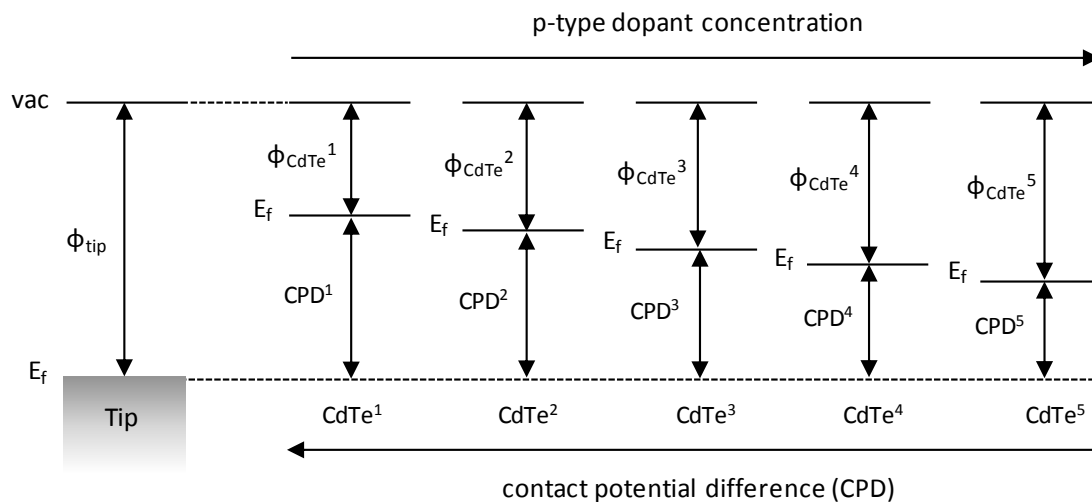 p-type dopant concentration
vac
ϕCdTe¹
ϕCdTe²
ϕCdTe³
ϕCdTe⁴
ϕCdTe⁵
Ef
Ef
Ef
Ef
Ef
ϕtip
CPD¹
CPD²
CPD³
CPD⁴
CPD⁵
Ef
Tip
CdTe¹
CdTe²
CdTe³
CdTe⁴
CdTe⁵
contact potential difference (CPD)